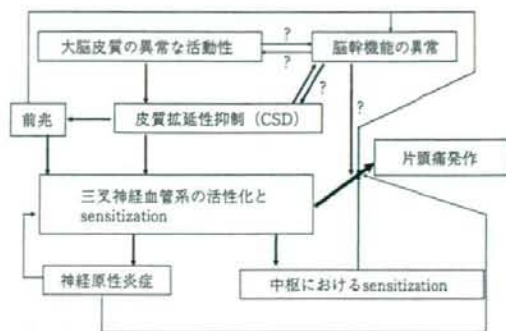 大脳皮質の異常な活動性
?
?
脳幹機能の異常
?
?
?
前兆
皮質拡延性抑制(CSD)
片頭痛発作
三叉神経血管系の活性化と
sensitization
神経原性炎症
中枢におけるsensitization